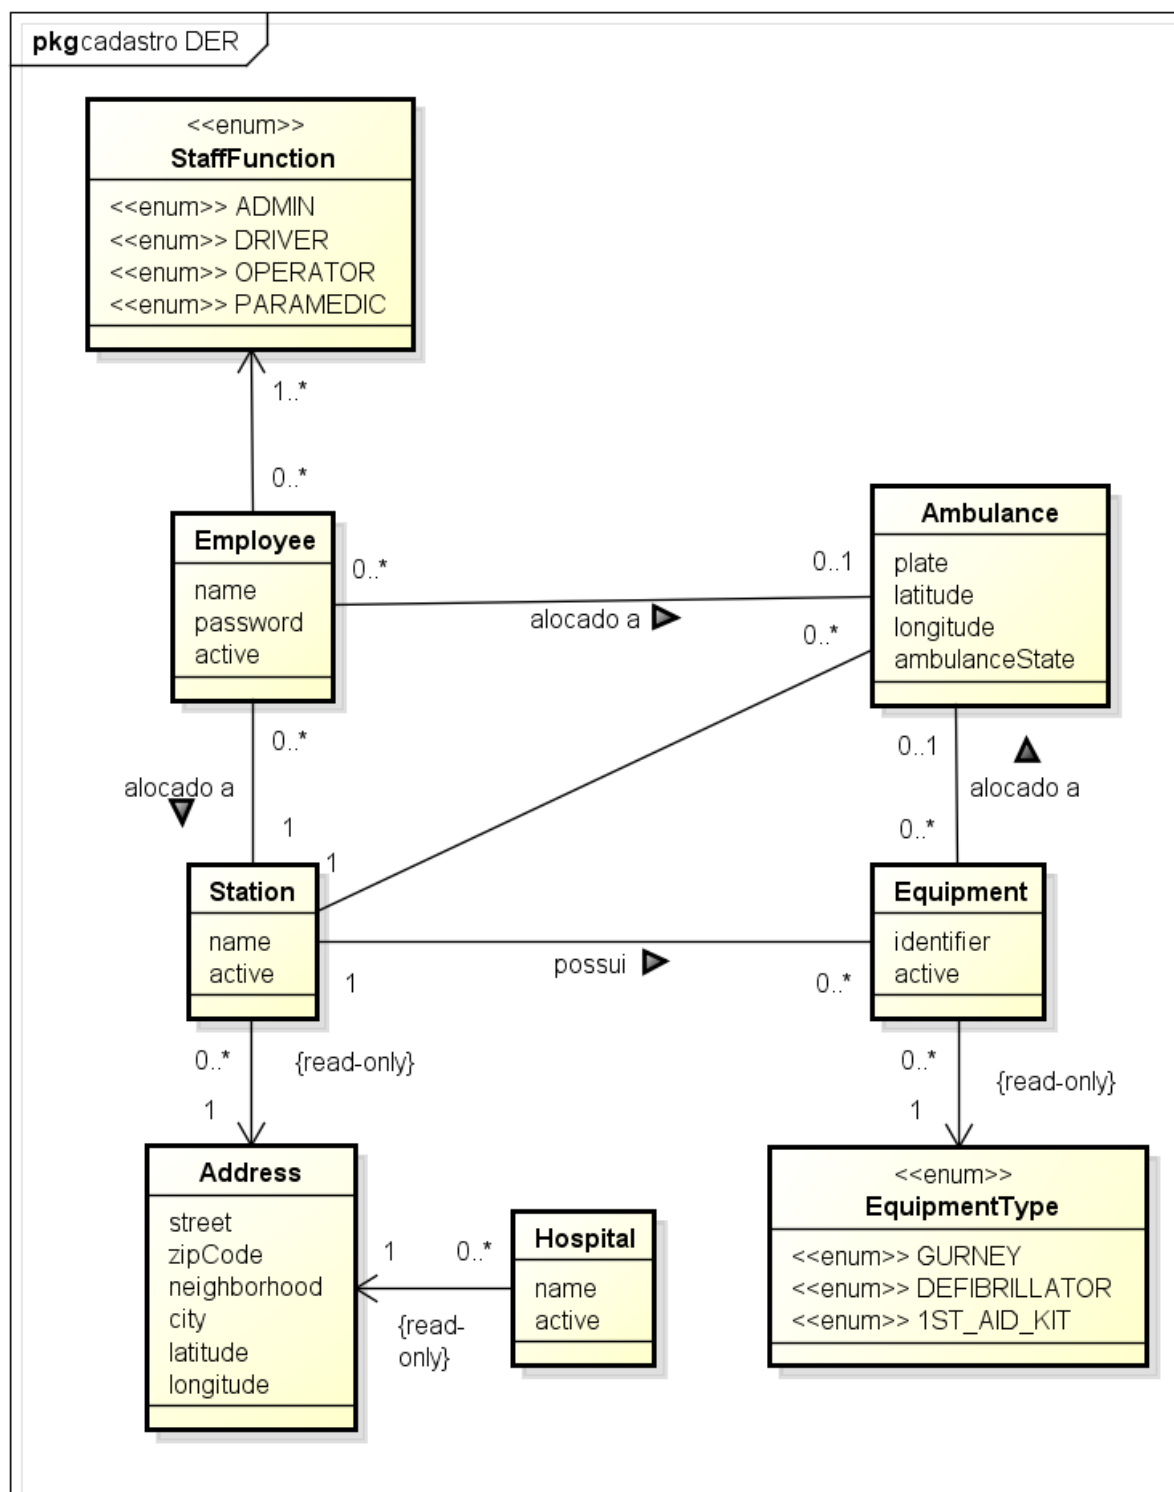 pkg cadastro DER
<<enum>>
StaffFunction
<<enum>> ADMIN
<<enum>> DRIVER
<<enum>> OPERATOR
<<enum>> PARAMEDIC
1..*
0..*
Employee
name
password
active
0..*
alocado a
0..1
Ambulance
plate
latitude
longitude
ambulanceState
0..*
0..*
alocado a
1
1
0..1
alocado a
0..*
Station
name
active
1
possui
0..*
Equipment
identifier
active
0..*
{read-only}
1
0..*
{read-only}
1
Address
street
zipCode
neighborhood
city
latitude
longitude
1
0..*
{read-
only}
Hospital
name
active
<<enum>>
EquipmentType
<<enum>> GURNEY
<<enum>> DEFIBRILLATOR
<<enum>> 1ST_AID_KIT